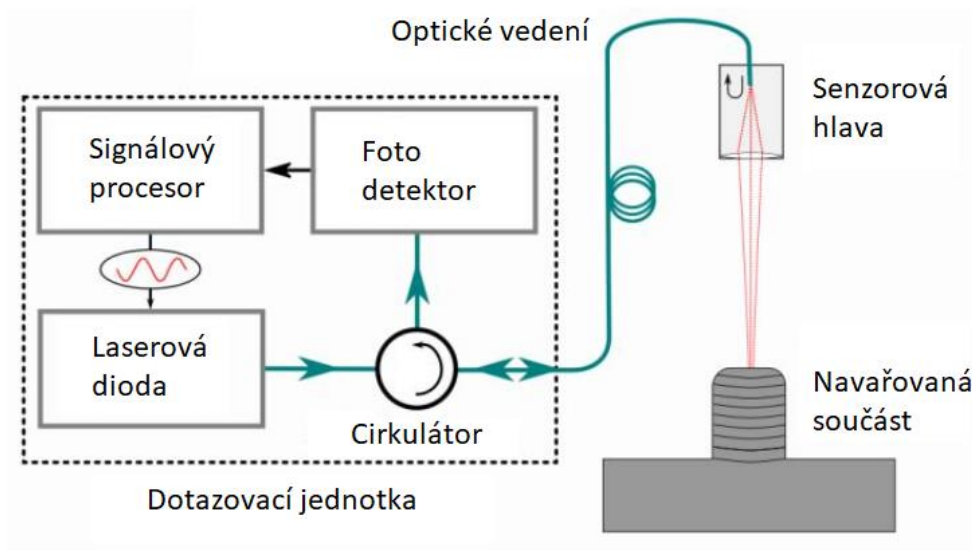 Optické vedení
Senzorová
hlava
Signálový
procesor
Foto
detektor
Laserová
dioda
Cirkulátor
Navařovaná
součást
Dotazovací jednotka